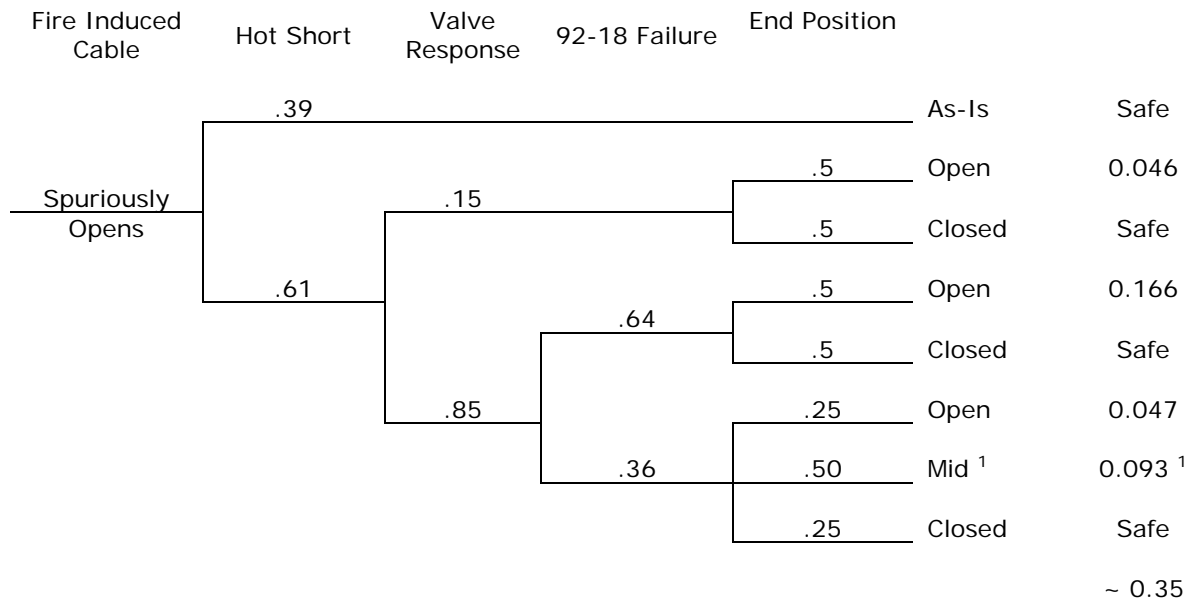 Fire Induced
Cable
Hot Short
Valve
Response
92-18 Failure
End Position
.39
As-Is
Safe
.5
Open
0.046
Spuriously
Opens
.15
.5
Closed
Safe
.61
.5
Open
0.166
.64
.5
Closed
Safe
.85
.25
Open
0.047
.36
.50
Mid 1
0.093 1
.25
Closed
Safe
~ 0.35